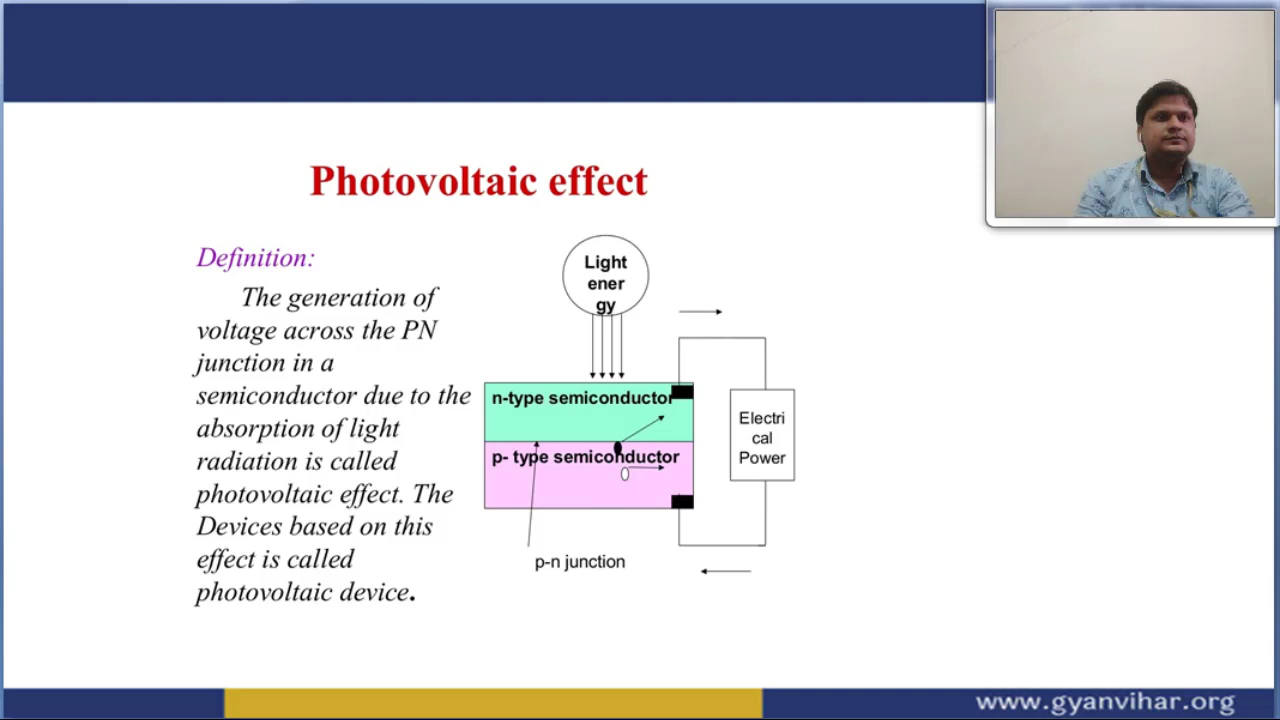 Photovoltaic effect
Definition:
The generation of
voltage across the PN
junction in a
semiconductor due to the
absorption of light
radiation is called
photovoltaic effect. The
Devices based on this
effect is called
photovoltaic device.
Light
ener
gy
n-type semiconductor
p- type semiconductor
p-n junction
Electri
cal
Power
www.gyanvihar.org